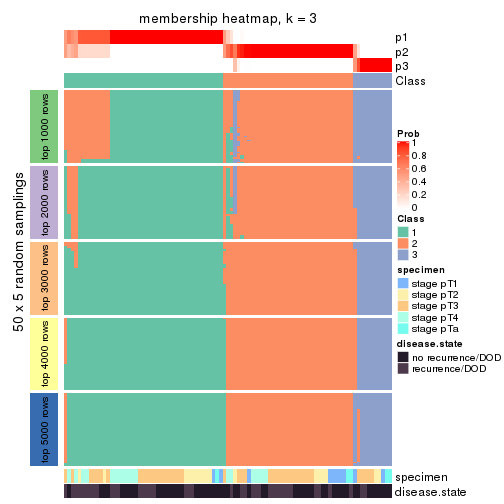 membership heatmap, k = 3
p1
p2
p3
Class
50 x 5 random samplings
top 1000 rows
top 2000 rows
top 3000 rows
top 4000 rows
top 5000 rows
Prob
1
0.8
0.6
0.4
0.2
0
Class
1
2
3
specimen
stage pT1
stage pT2
stage pT3
stage pT4
stage pTa
disease.state
no recurrence/DOD
recurrence/DOD
specimen
disease.state